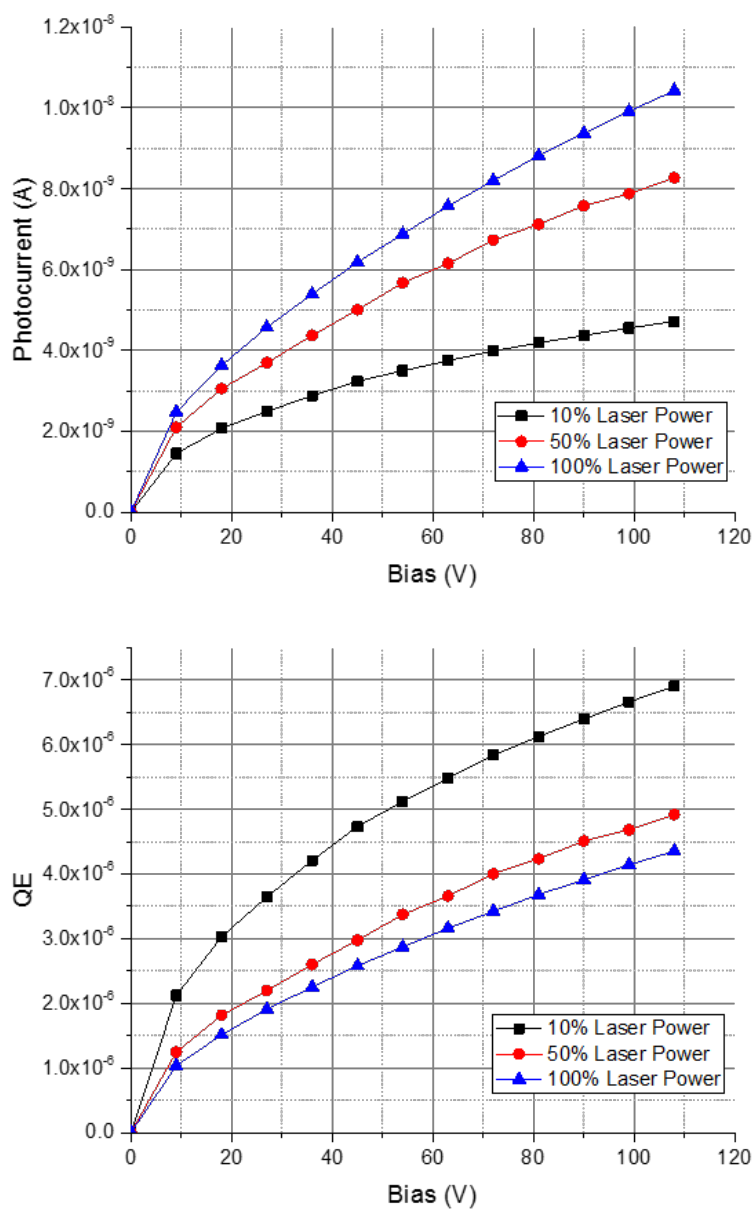 1.2x10⁻⁸
1.0x10⁻⁸
8.0x10⁻⁹
6.0x10⁻⁹
4.0x10⁻⁹
2.0x10⁻⁹
0.0
Photocurrent (A)
10% Laser Power
50% Laser Power
100% Laser Power
0 20 40 60 80 100 120
Bias (V)
7.0x10⁻⁶
6.0x10⁻⁶
5.0x10⁻⁶
4.0x10⁻⁶
3.0x10⁻⁶
2.0x10⁻⁶
1.0x10⁻⁶
0.0
QE
10% Laser Power
50% Laser Power
100% Laser Power
0 20 40 60 80 100 120
Bias (V)